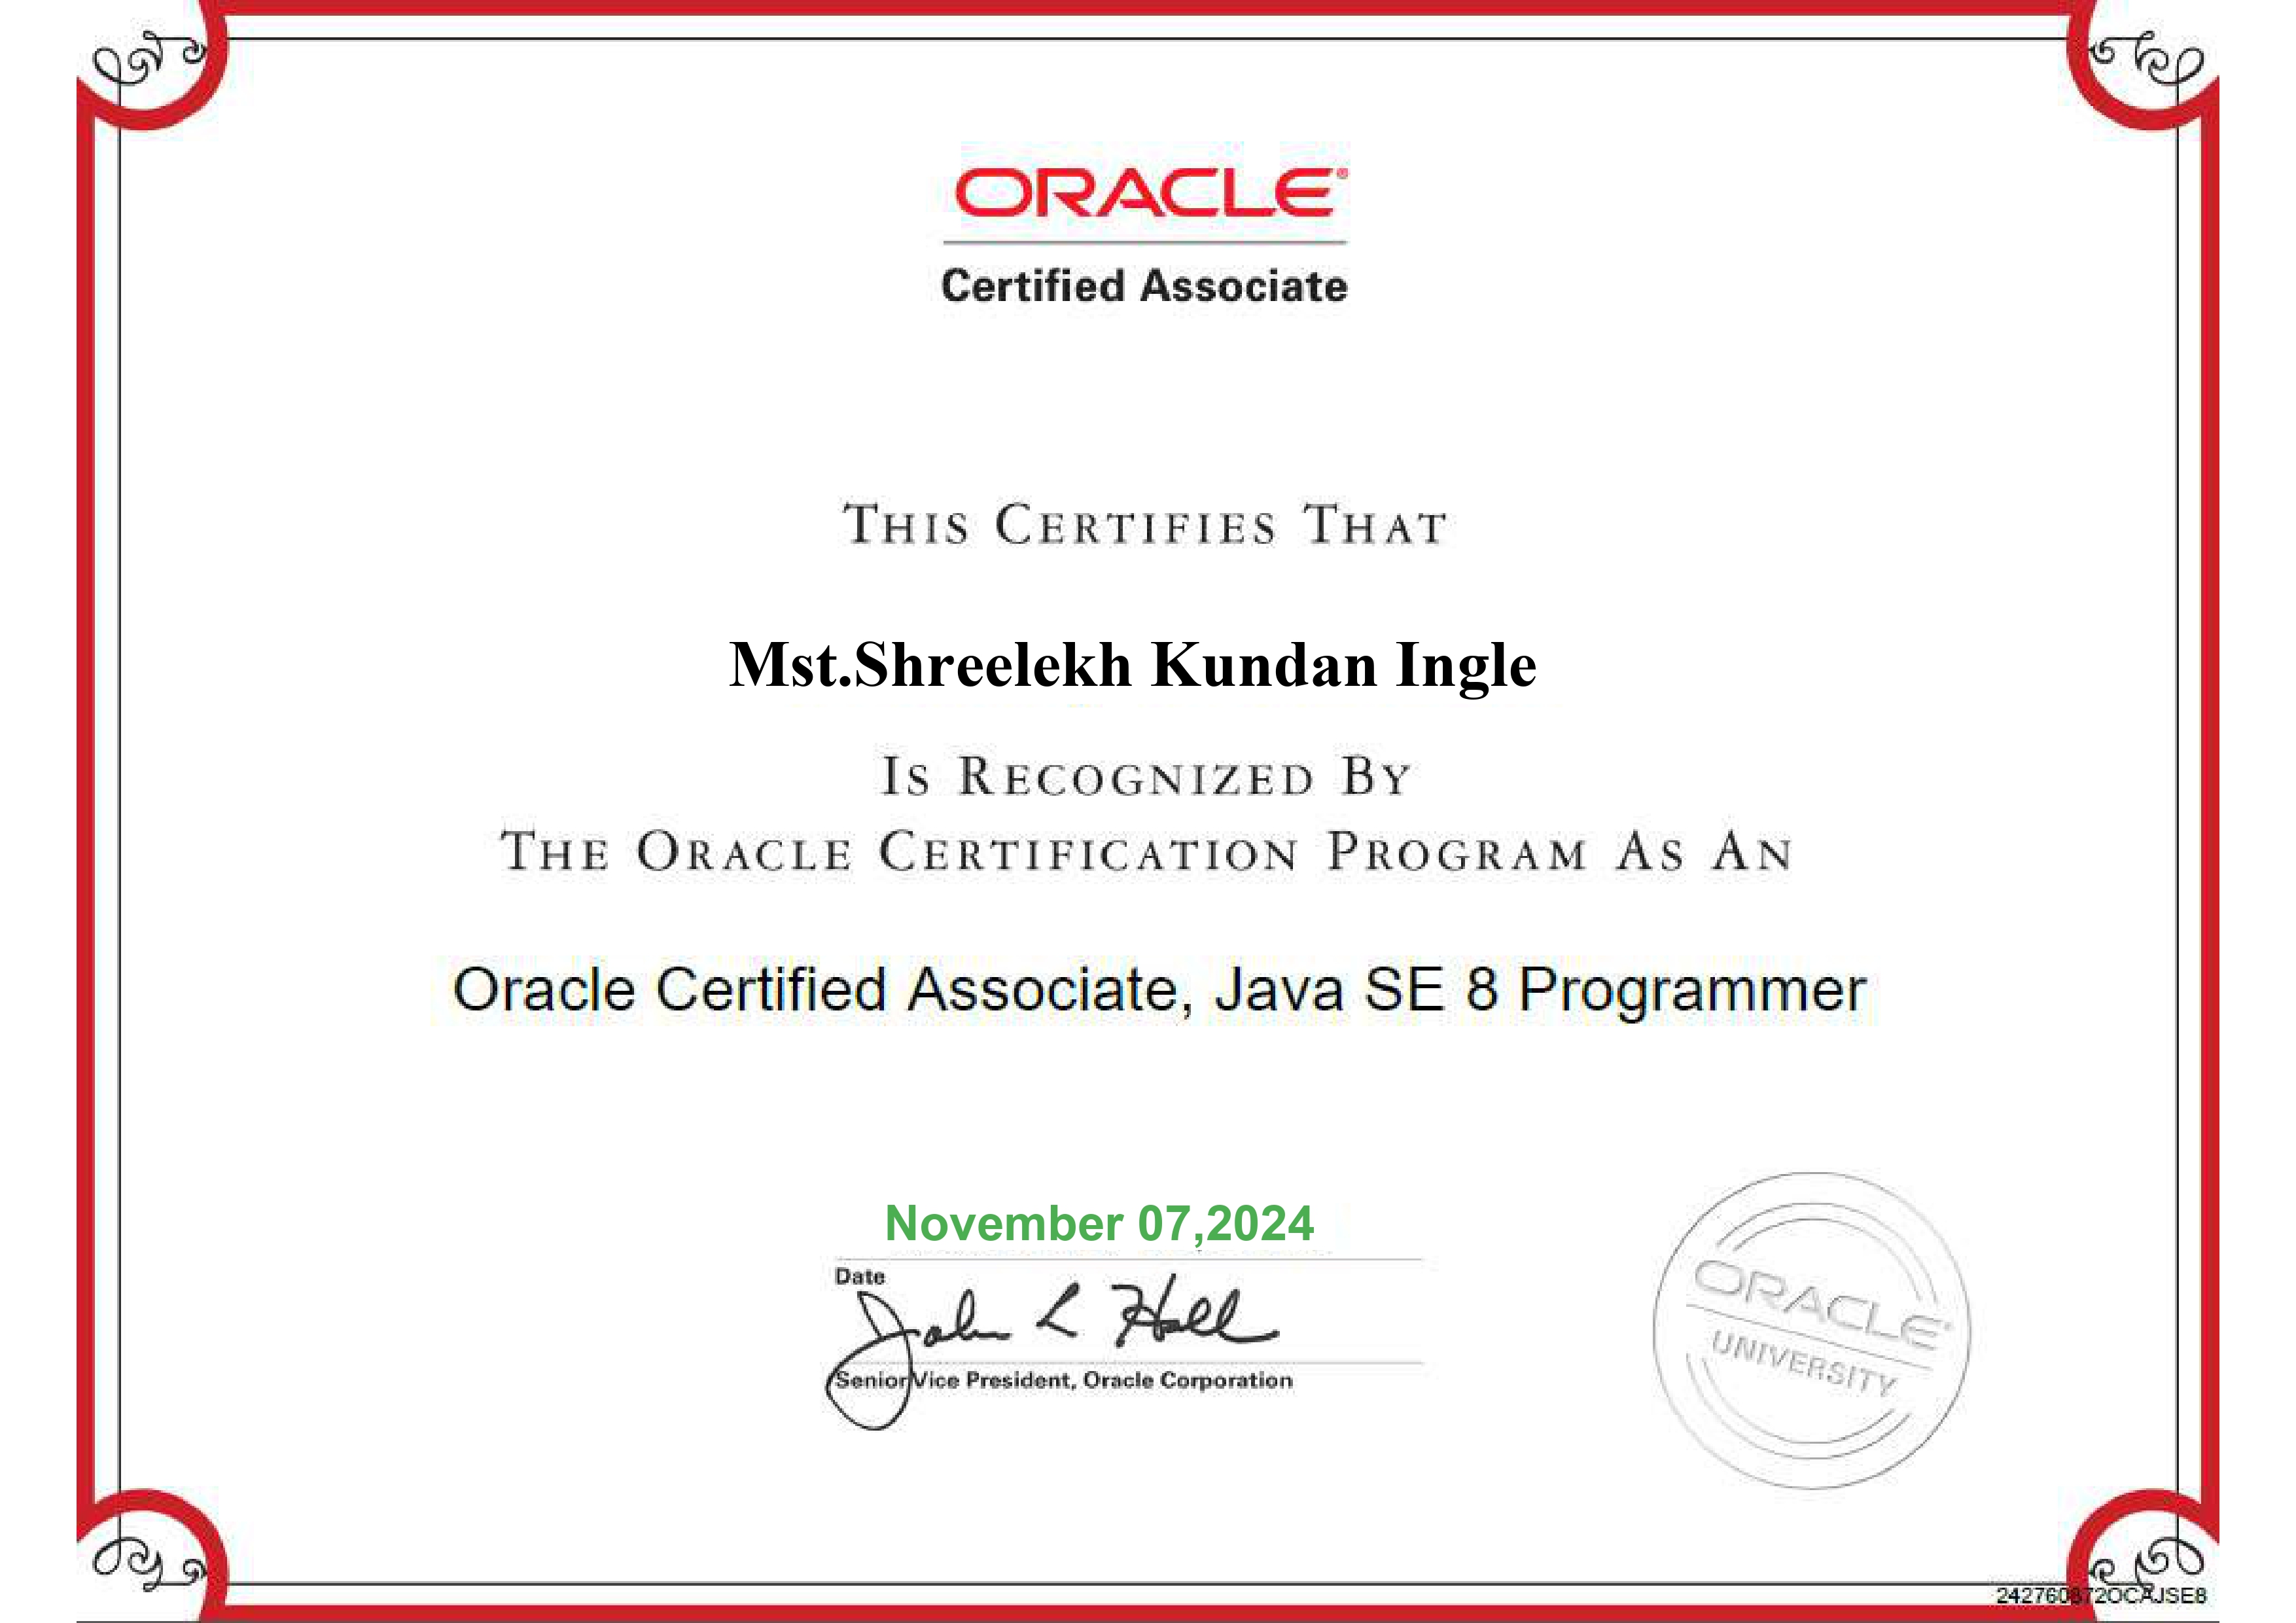 ORACLE®
Certified Associate
THIS CERTIFIES THAT
Mst.Shreelekh Kundan Ingle
IS RECOGNIZED BY
THE ORACLE CERTIFICATION PROGRAM AS AN
Oracle Certified Associate, Java SE 8 Programmer
November 07,2024
Date
John L Hall
Senior Vice President, Oracle Corporation
ORACLE®
UNIVERSITY
242760872OCAJSE8